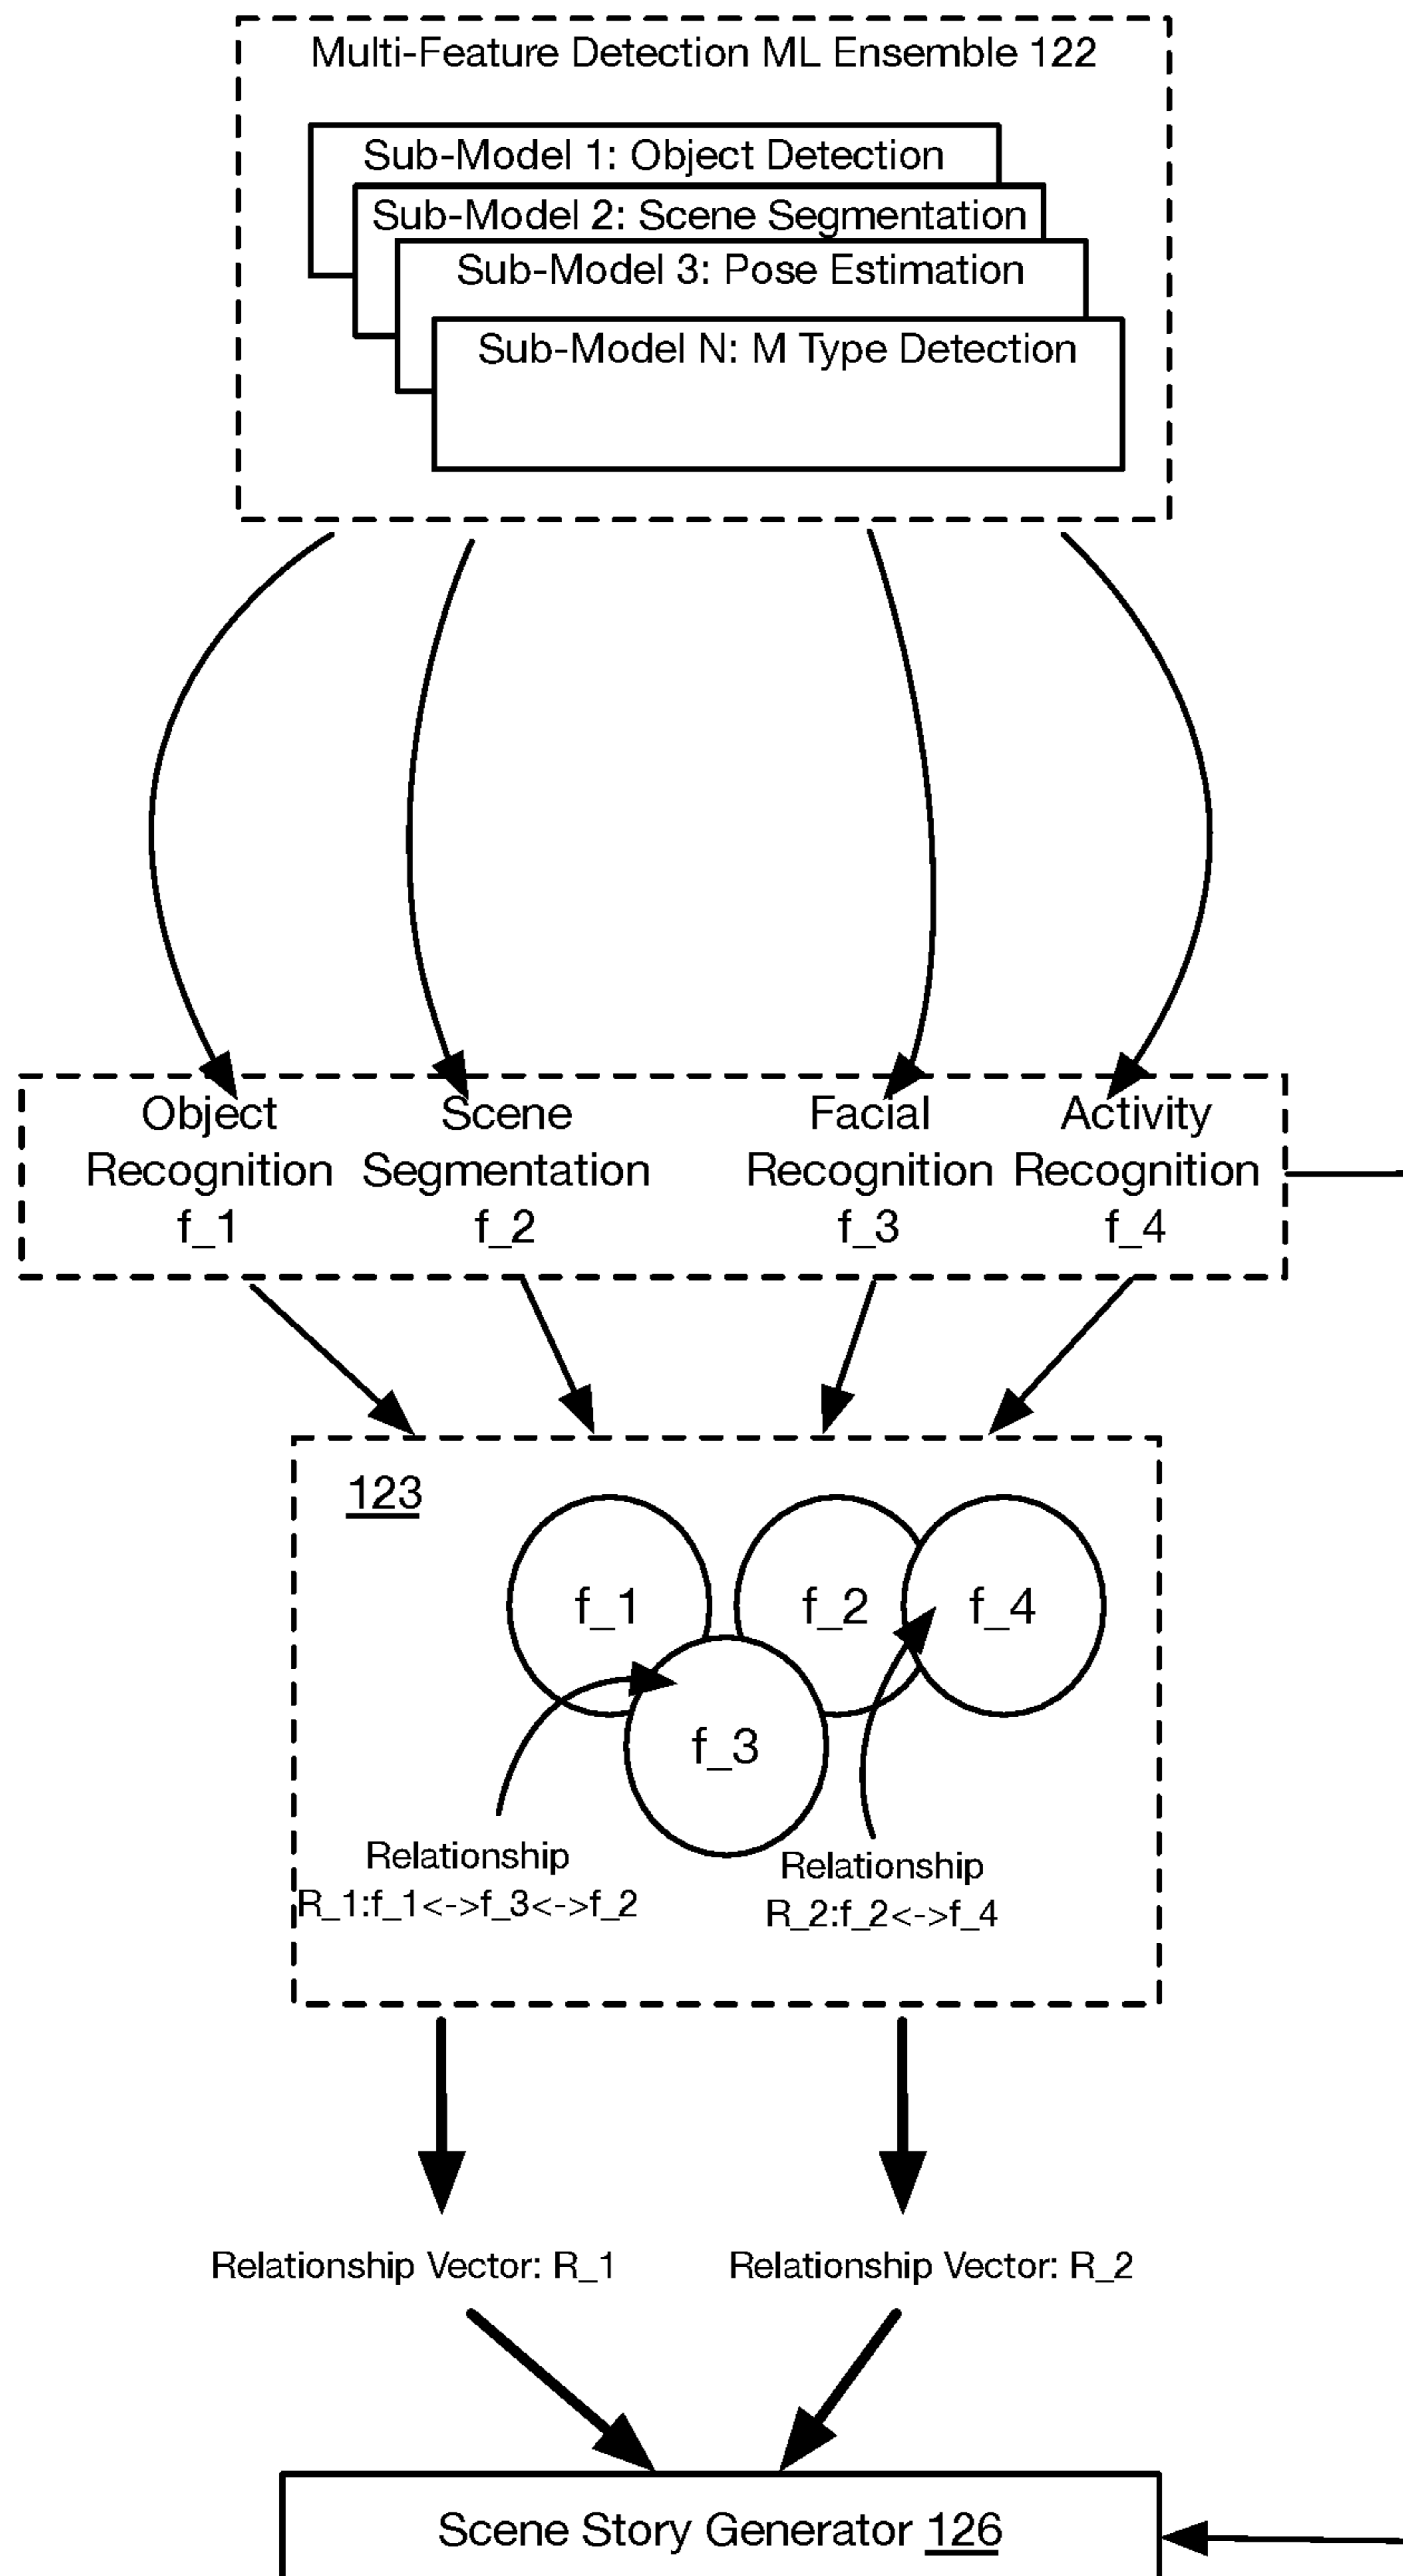 Multi-Feature Detection ML Ensemble 122
Sub-Model 1: Object Detection
Sub-Model 2: Scene Segmentation
Sub-Model 3: Pose Estimation
Sub-Model N: M Type Detection
Object Recognition f_1
Scene Segmentation f_2
Facial Recognition f_3
Activity Recognition f_4
123
f_1
f_2
f_4
f_3
Relationship
R_1:f_1<->f_3<->f_2
Relationship
R_2:f_2<->f_4
Relationship Vector: R_1
Relationship Vector: R_2
Scene Story Generator 126